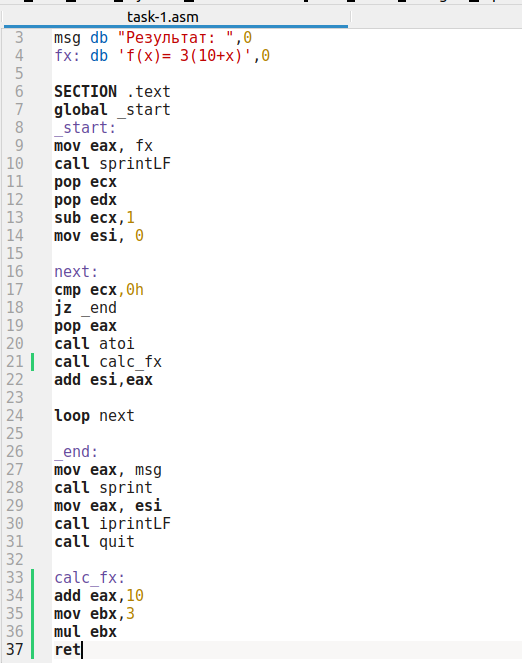 task-1.asm
3 msg db "Результат: ",0
4 fx: db 'f(x)= 3(10+x)',0
5
6 SECTION .text
7 global _start
8 _start:
9 mov eax, fx
10 call sprintLF
11 pop ecx
12 pop edx
13 sub ecx,1
14 mov esi, 0
15
16 next:
17 cmp ecx,0h
18 jz _end
19 pop eax
20 call atoi
21 call calc_fx
22 add esi,eax
23
24 loop next
25
26 _end:
27 mov eax, msg
28 call sprint
29 mov eax, esi
30 call iprintLF
31 call quit
32
33 calc_fx:
34 add eax,10
35 mov ebx,3
36 mul ebx
37 ret